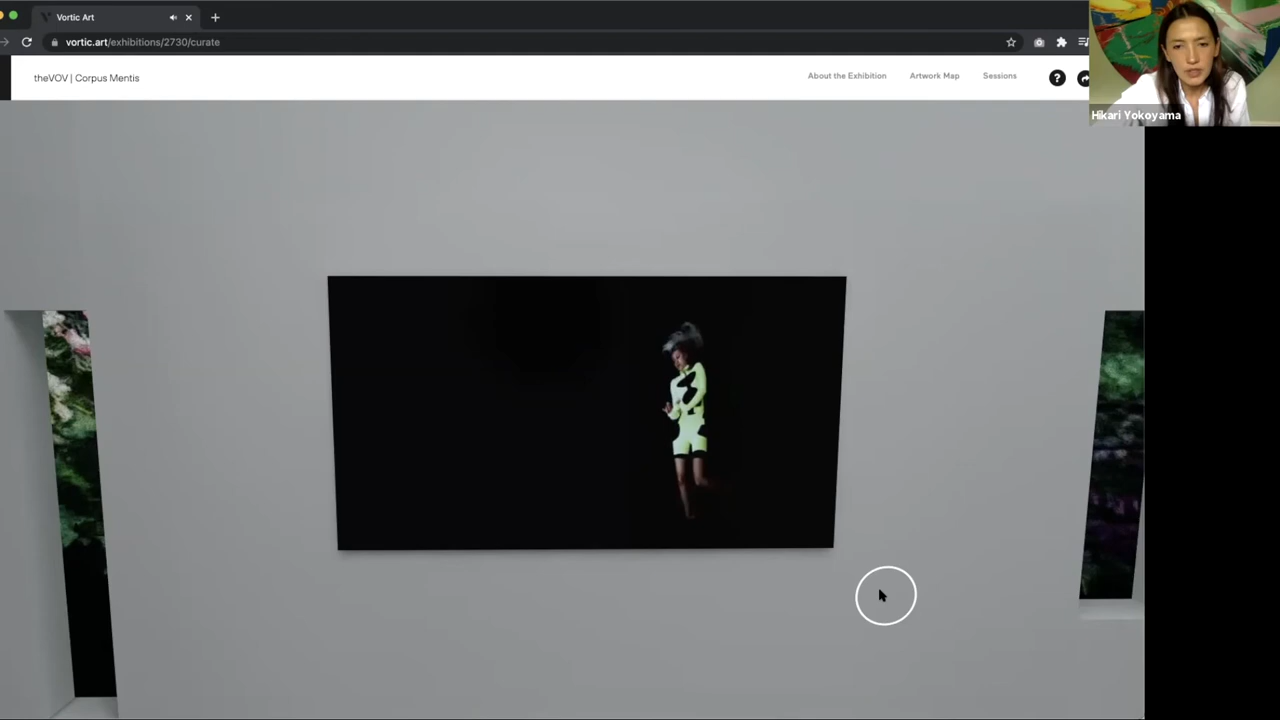 Vortic Art
vortic.art/exhibitions/2730/curate
theVOV | Corpus Mentis
About the Exhibition
Artwork Map
Sessions
?
Hikari Yokoyama